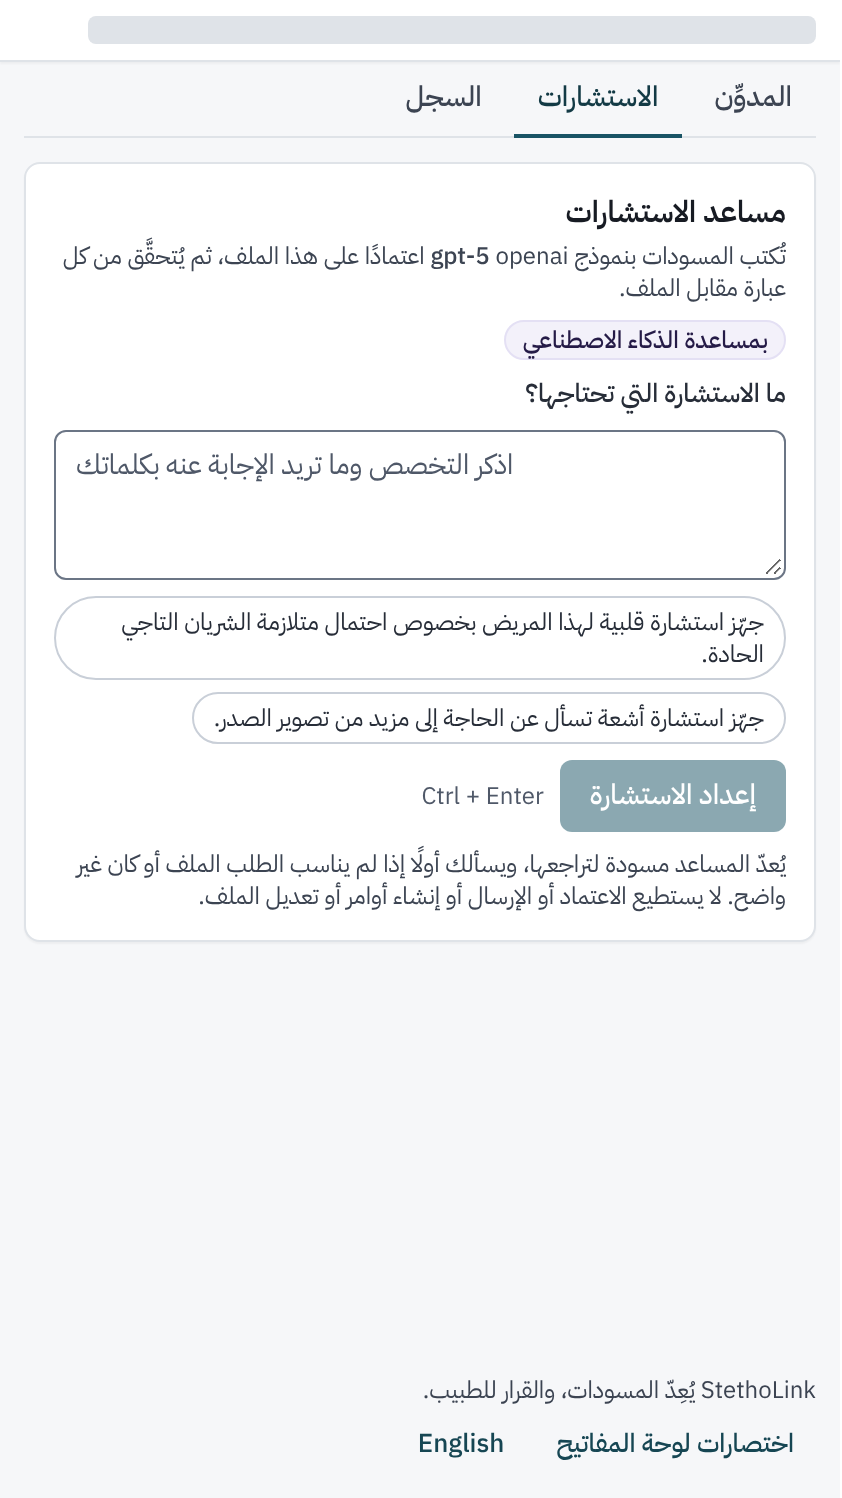 المدوِّن
الاستشارات
السجل
مساعد الاستشارات
تُكتب المسودات بنموذج openai gpt-5 اعتمادًا على هذا الملف، ثم يُتحقَّق من كل
عبارة مقابل الملف.
بمساعدة الذكاء الاصطناعي
ما الاستشارة التي تحتاجها؟
اذكر التخصص وما تريد الإجابة عنه بكلماتك
جهّز استشارة قلبية لهذا المريض بخصوص احتمال متلازمة الشريان التاجي
الحادة.
جهّز استشارة أشعة تسأل عن الحاجة إلى مزيد من تصوير الصدر.
إعداد الاستشارة
Ctrl + Enter
يُعدّ المساعد مسودة لتراجعها، ويسألك أولًا إذا لم يناسب الطلب الملف أو كان غير
واضح. لا يستطيع الاعتماد أو الإرسال أو إنشاء أوامر أو تعديل الملف.
StethoLink يُعِدّ المسودات، والقرار للطبيب.
اختصارات لوحة المفاتيح
English